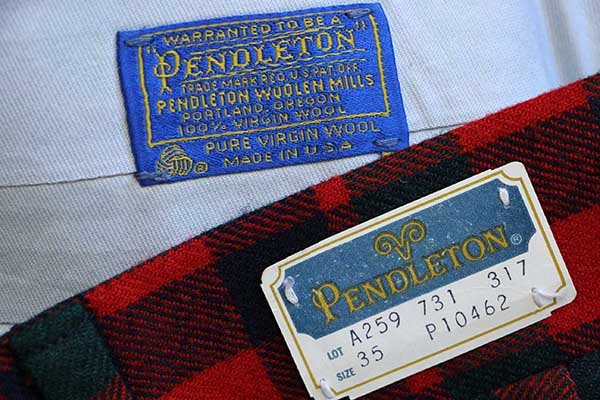 WARRANTED TO BE A
"PENDLETON"
TRADE MARK REG. U.S. PAT. OFF.
PENDLETON WOOLEN MILLS
PORTLAND, OREGON
100% VIRGIN WOOL
PURE VIRGIN WOOL
® MADE IN U.S.A.
PENDLETON®
LOT A259 731 317
SIZE 35 P10462